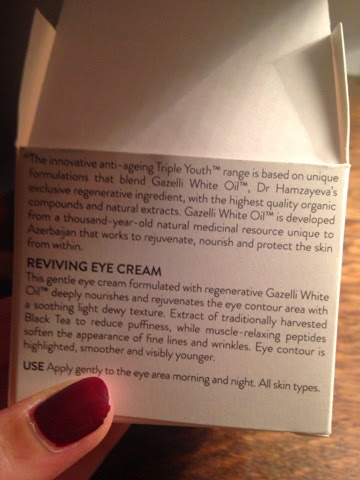 "The innovative anti-ageing Triple Youth™ range is based on unique
formulations that blend Gazelli White Oil™, Dr Hamzayeva's
exclusive regenerative ingredient, with the highest quality organic
compounds and natural extracts. Gazelli White Oil™ is developed
from a thousand-year-old natural medicinal resource unique to
Azerbaijan that works to rejuvenate, nourish and protect the skin
from within.
REVIVING EYE CREAM
This gentle eye cream formulated with regenerative Gazelli White
Oil™ deeply nourishes and rejuvenates the eye contour area with
a soothing light dewy texture. Extract of traditionally harvested
Black Tea to reduce puffiness, while muscle-relaxing peptides
soften the appearance of fine lines and wrinkles. Eye contour is
highlighted, smoother and visibly younger.
USE Apply gently to the eye area morning and night. All skin types.